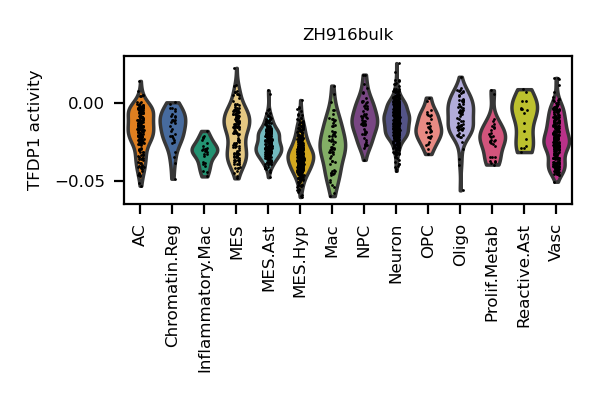 ZH916bulk
TFDP1 activity
0.00
−0.05
AC
Chromatin.Reg
Inflammatory.Mac
MES
MES.Ast
MES.Hyp
Mac
NPC
Neuron
OPC
Oligo
Prolif.Metab
Reactive.Ast
Vasc